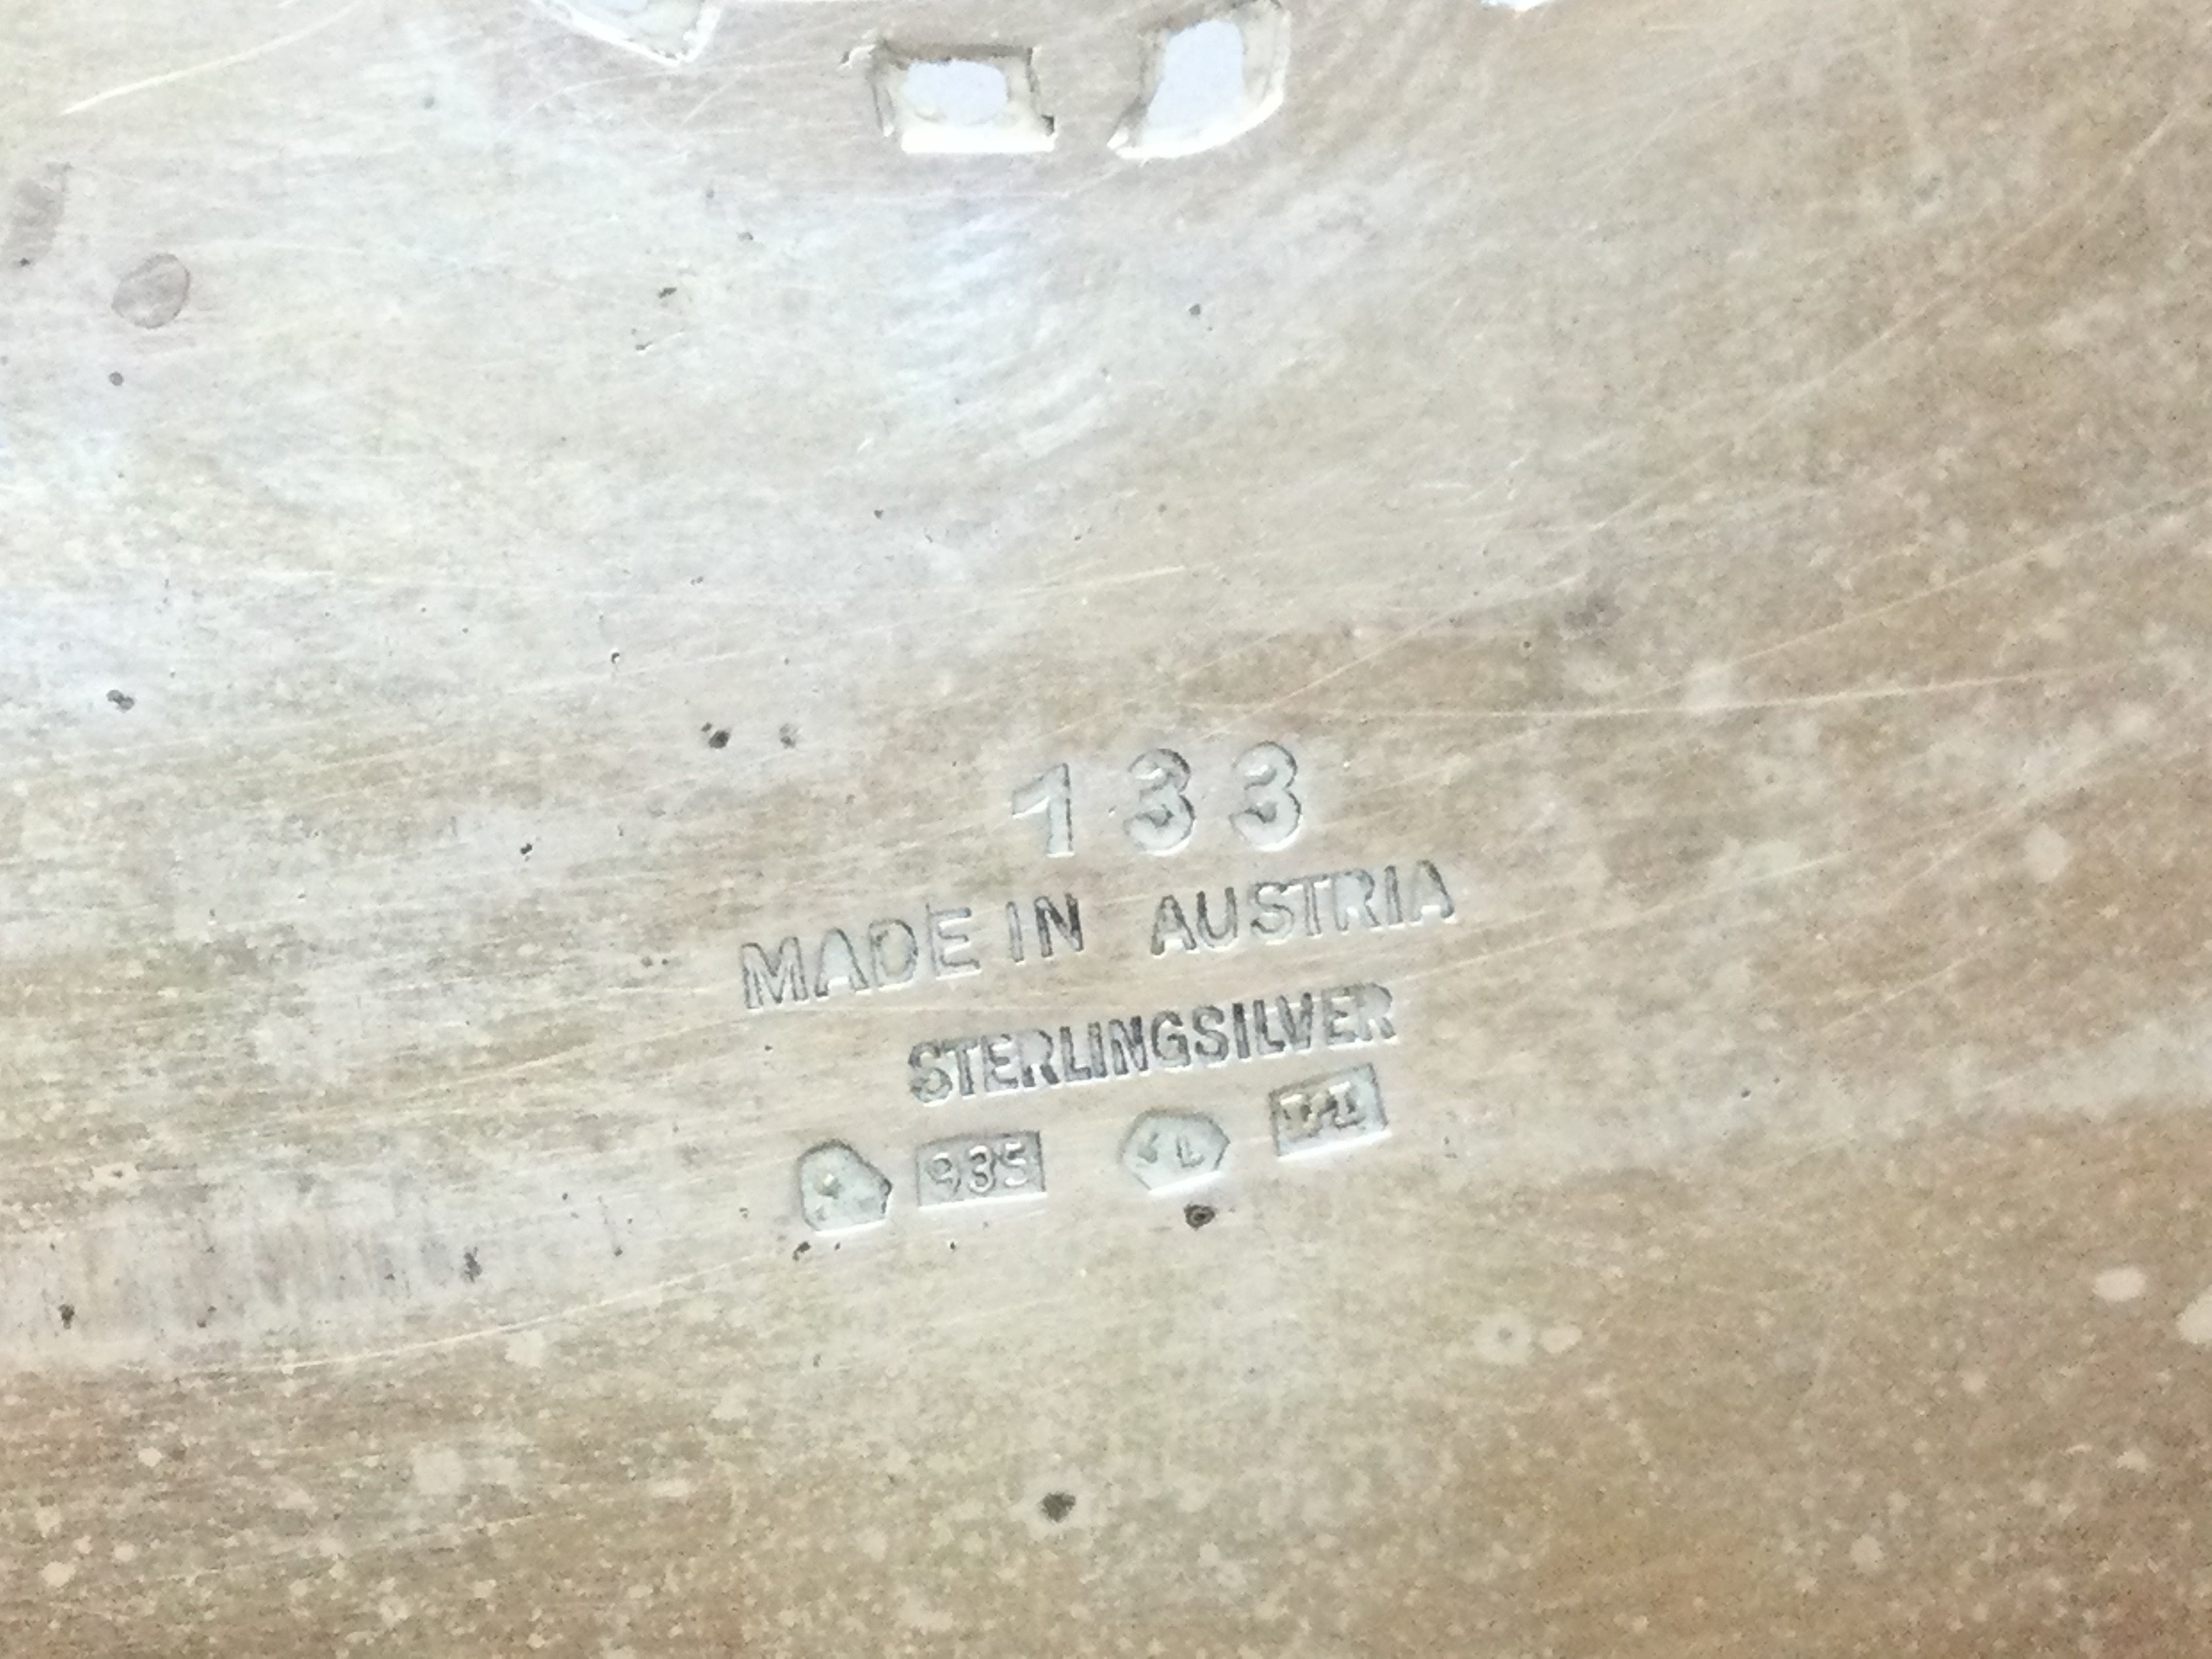 133
MADE IN AUSTRIA
STERLINGSILVER
935